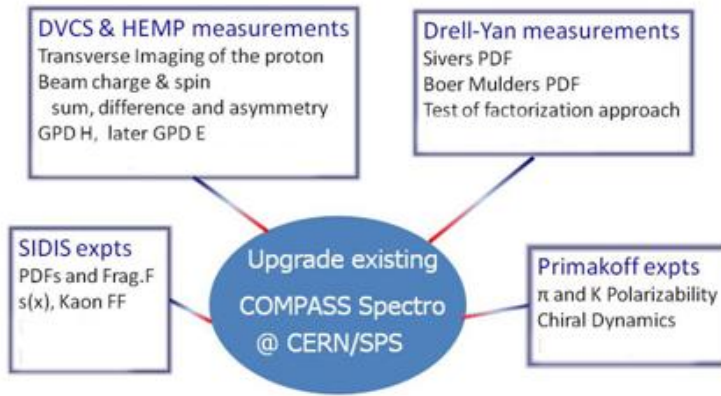 DVCS & HEMP measurements
Transverse Imaging of the proton
Beam charge & spin
sum, difference and asymmetry
GPD H, later GPD E
Drell-Yan measurements
Sivers PDF
Boer Mulders PDF
Test of factorization approach
SIDIS expts
PDFs and Frag.F
s(x), Kaon FF
Upgrade existing
COMPASS Spectro
@ CERN/SPS
Primakoff expts
π and K Polarizability
Chiral Dynamics